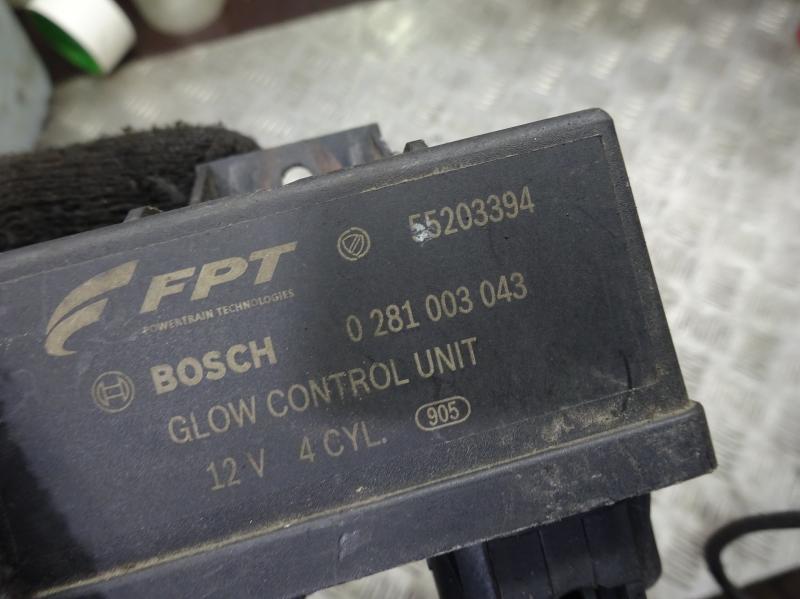 55203394
FPT
POWERTRAIN TECHNOLOGIES
0 281 003 043
BOSCH
GLOW CONTROL UNIT
12 V 4 CYL. 905